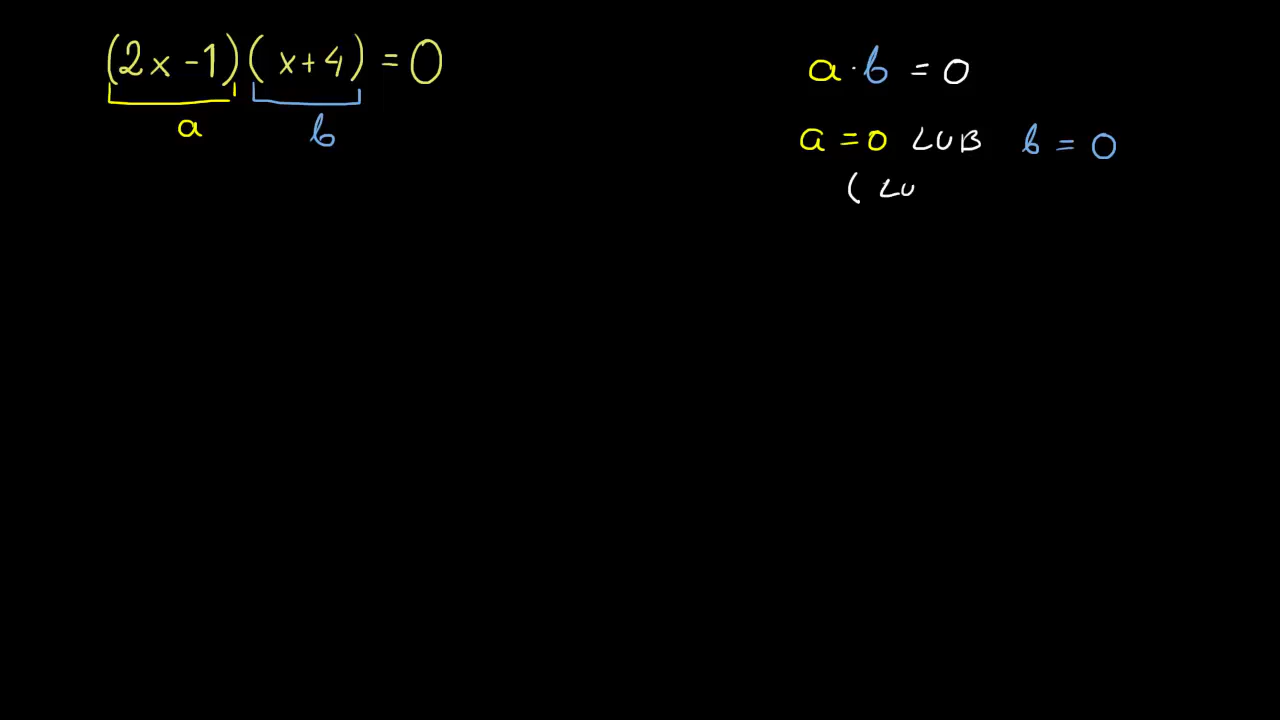 (2x - 1)(x + 4) = 0
a b
a · b = 0
a = 0 LUB b = 0
( LU